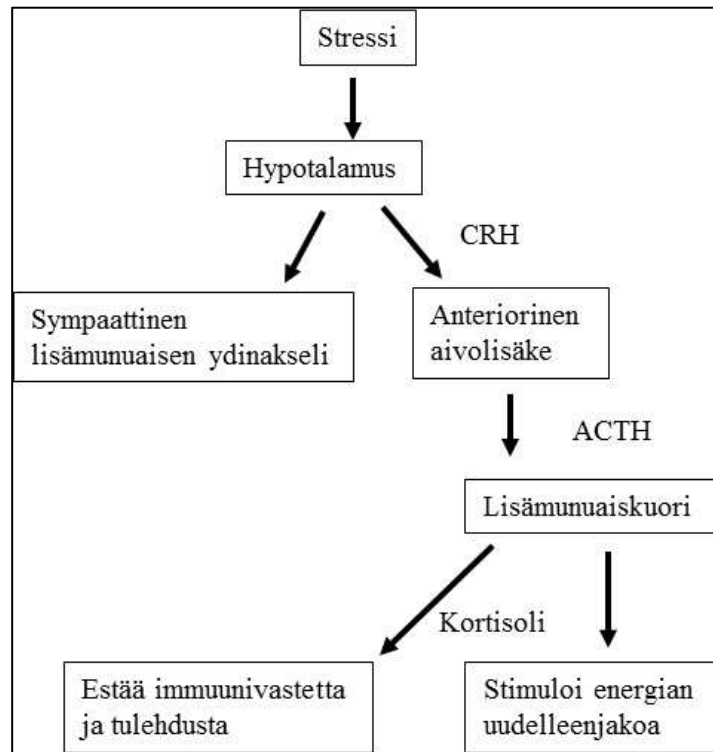 Stressi
Hypotalamus
CRH
Sympaattinen
lisämunuaisen ydinakseli
Anteriorinen
aivolisäke
ACTH
Lisämunuaiskuori
Kortisoli
Estää immuunivastetta
ja tulehdusta
Stimuloi energian
uudelleenjakoa